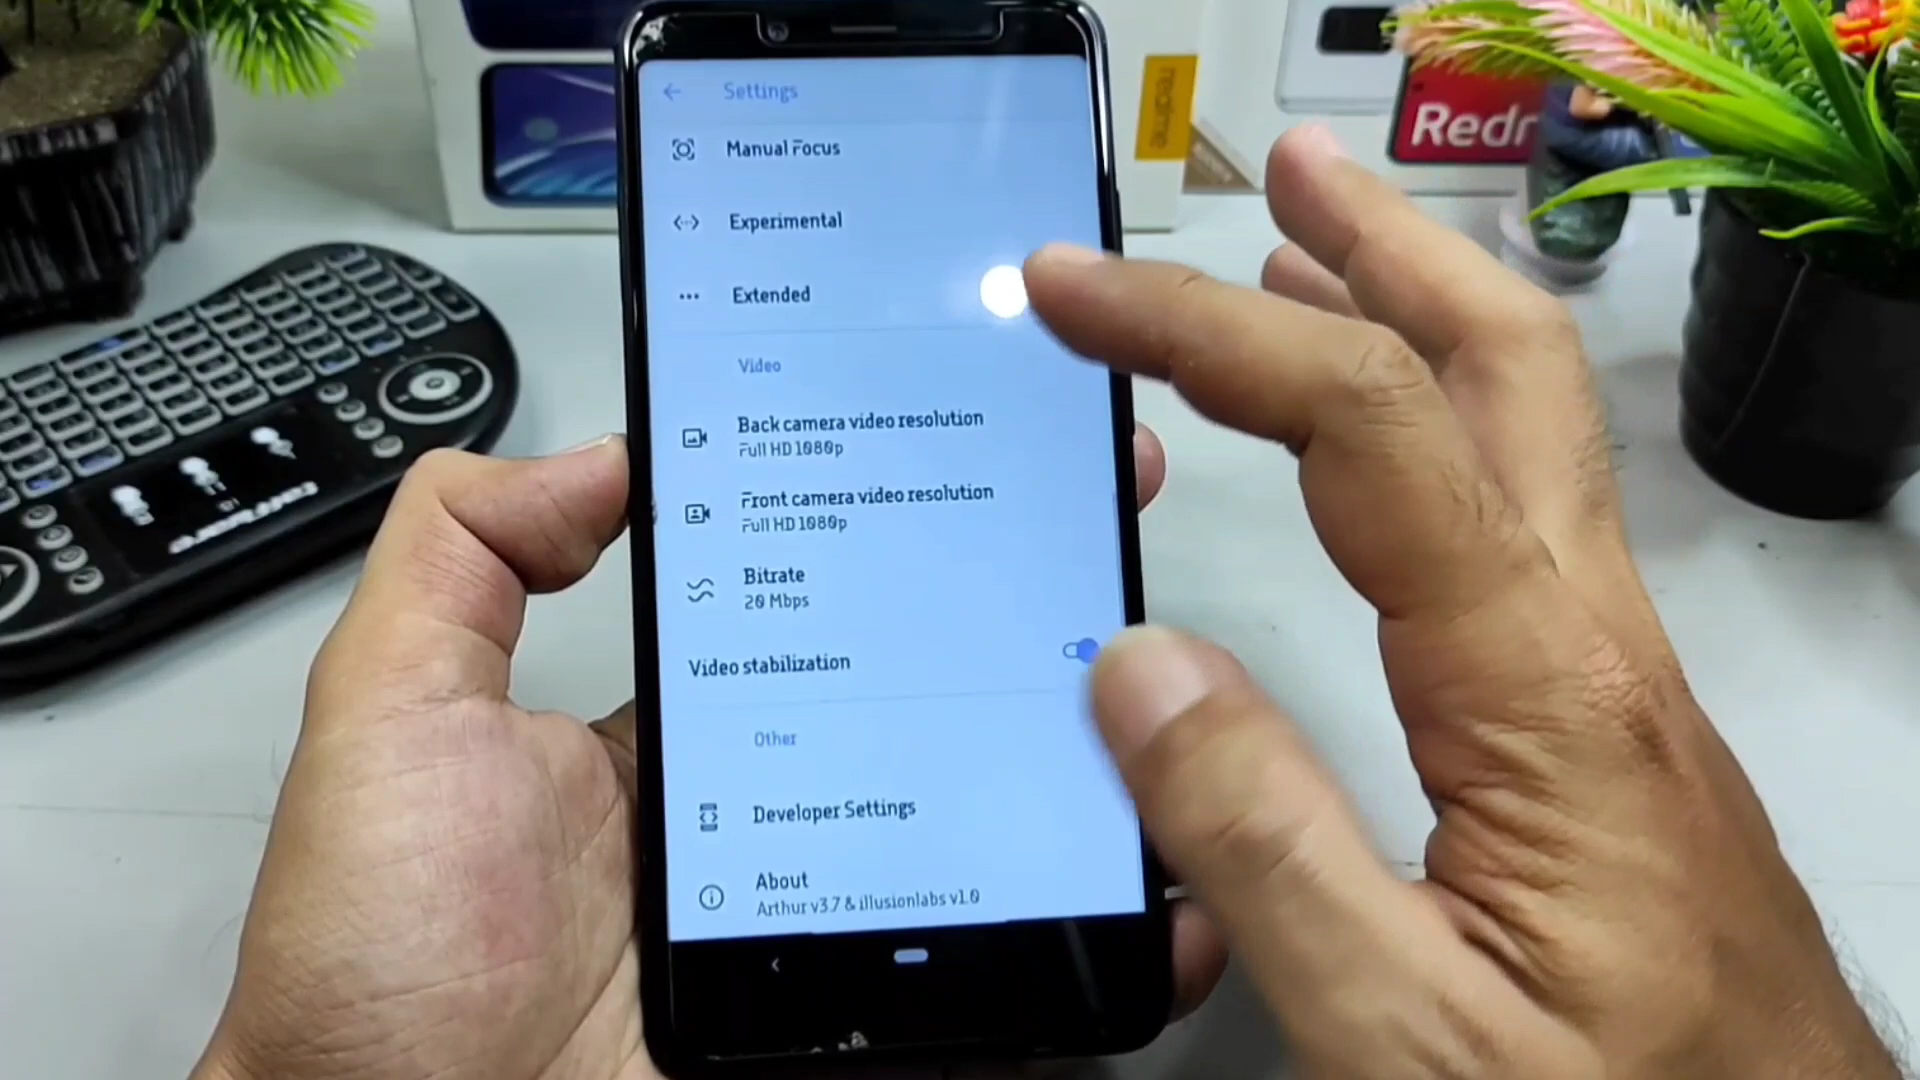 Settings
Manual Focus
Experimental
Extended
Video
Back camera video resolution
Full HD 1080p
Front camera video resolution
Full HD 1080p
Bitrate
20 Mbps
Video stabilization
Other
Developer Settings
About
Arthur v3.7 & illusionlabs v1.0
realme
Redr